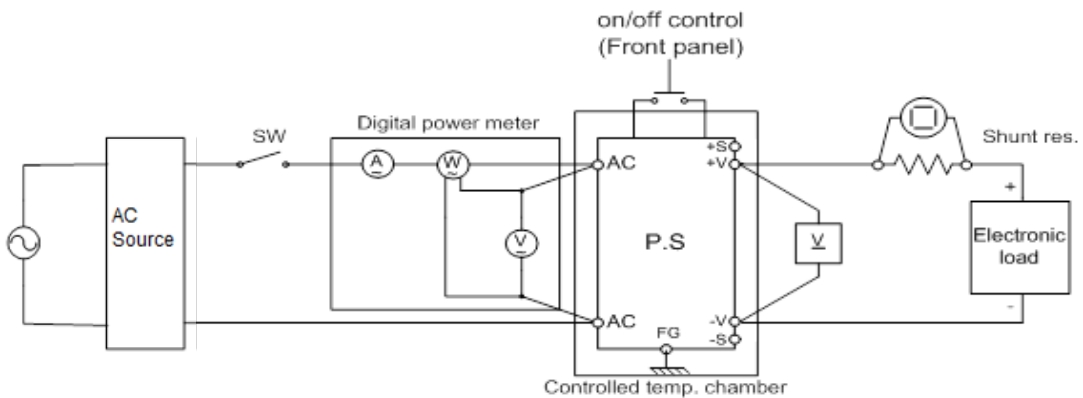 on/off control
(Front panel)
SW
Digital power meter
Shunt res.
A
W
AC
+S
+V
+
AC
Source
V
P.S
V
Electronic
load
AC
FG
-V
-S
-
Controlled temp. chamber